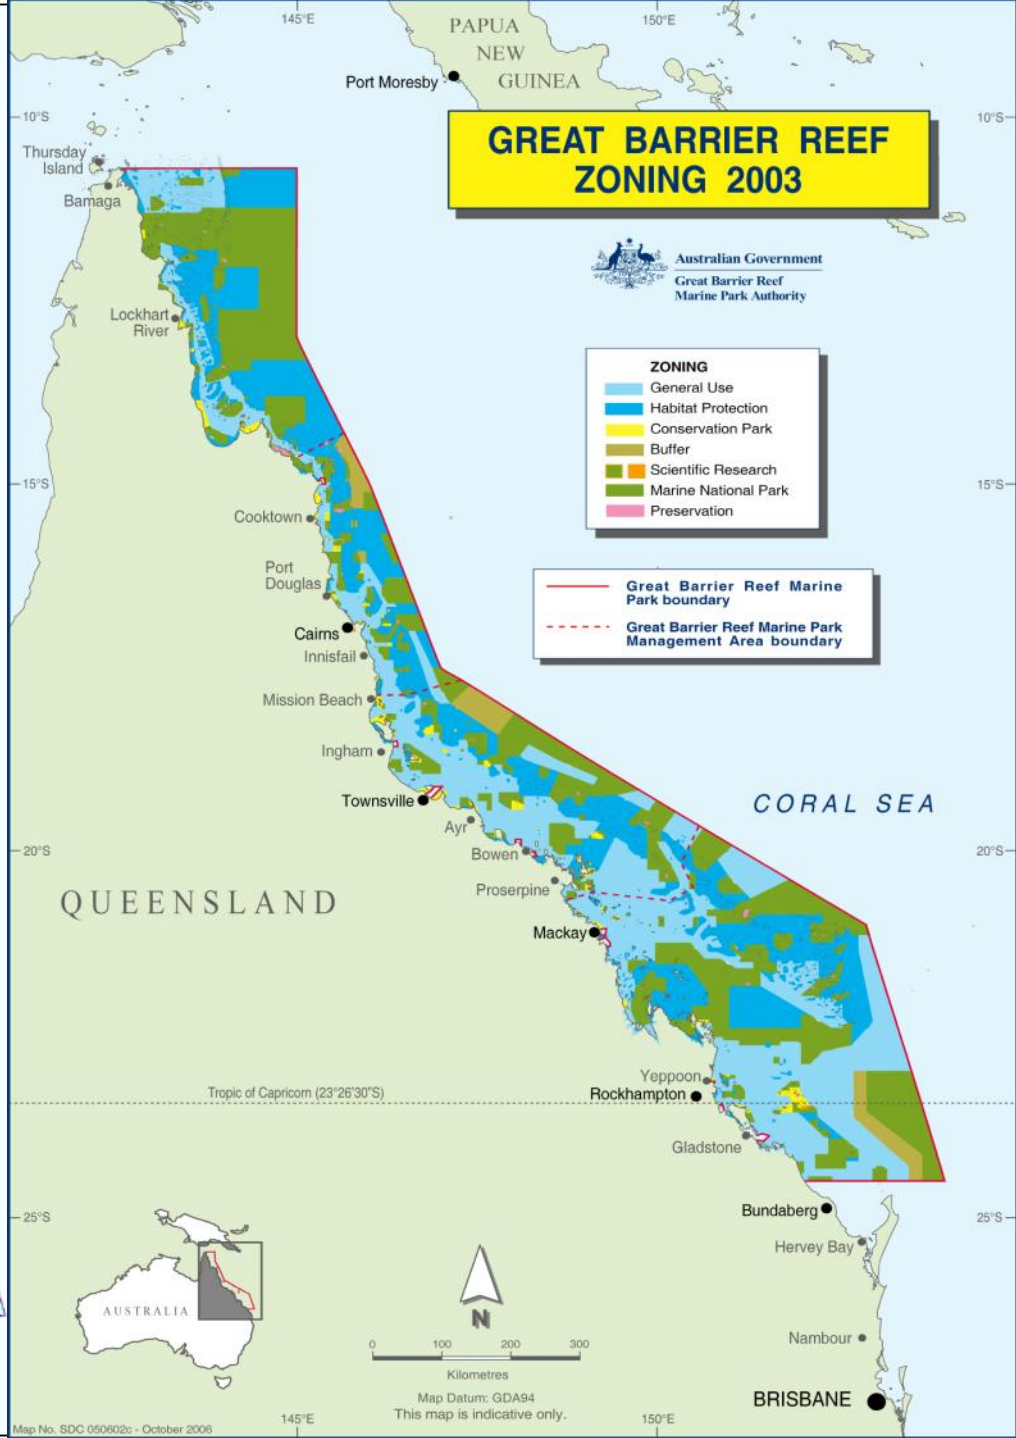 145°E
150°E
PAPUA
NEW
GUINEA
Port Moresby
10°S
10°S
GREAT BARRIER REEF
ZONING 2003
Thursday
Island
Bamaga
Australian Government
Great Barrier Reef
Marine Park Authority
Lockhart
River
ZONING
General Use
Habitat Protection
Conservation Park
Buffer
Scientific Research
Marine National Park
Preservation
15°S
15°S
Cooktown
Port
Douglas
Great Barrier Reef Marine
Park boundary
Great Barrier Reef Marine Park
Management Area boundary
Cairns
Innisfail
Mission Beach
Ingham
Townsville
CORAL SEA
Ayr
Bowen
20°S
20°S
Proserpine
QUEENSLAND
Mackay
Yeppoon
Tropic of Capricorn (23°26'30"S)
Rockhampton
Gladstone
Bundaberg
25°S
25°S
Hervey Bay
AUSTRALIA
N
Nambour
0 100 200 300
Kilometres
Map Datum: GDA94
This map is indicative only.
BRISBANE
145°E
150°E
Map No. SDC 050602c - October 2006